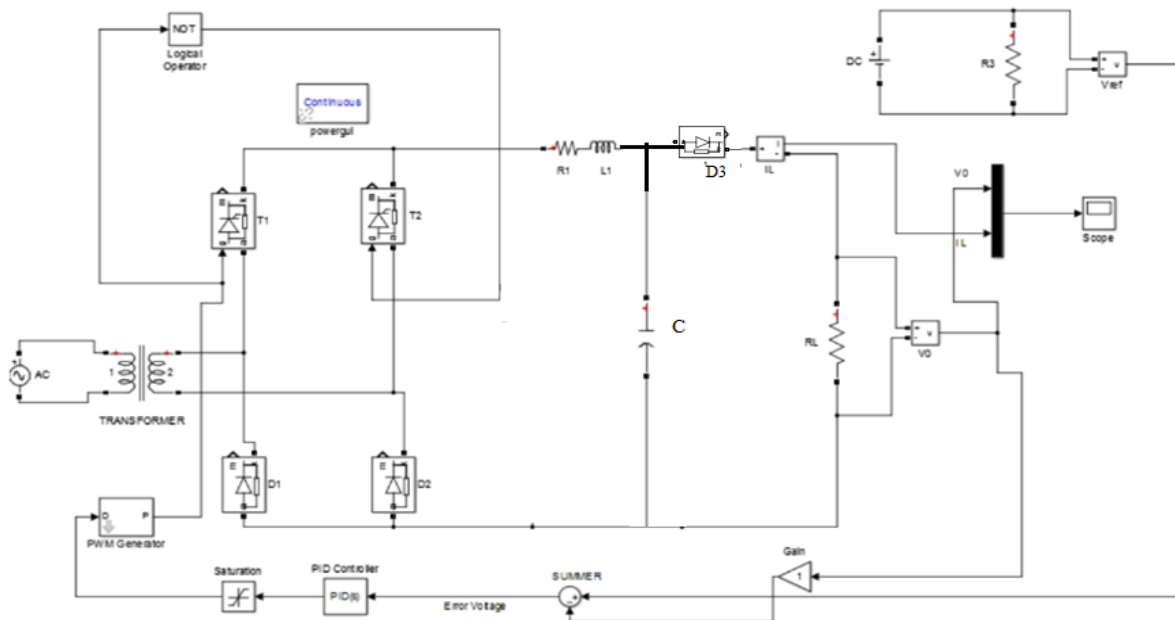 NOT
Logical
Operator
Continuous
powergui
DC
R3
+
-
v
Vref
T1
T2
R1
L1
D3
+
-
i
IL
V0
IL
Scope
C
RL
+
-
v
V0
AC
1
2
TRANSFORMER
D1
D2
D
P
PWM Generator
Saturation
PID Controller
PID(s)
Error Voltage
SUMMER
Gain
1